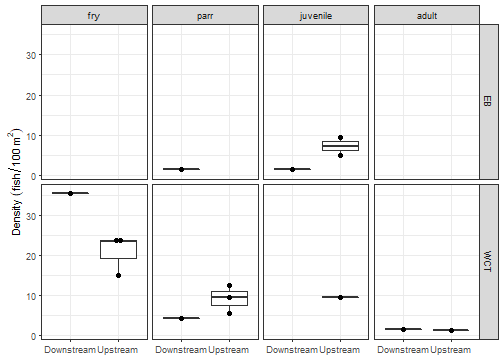 fry parr juvenile adult
30
20
10
0
EB
30
20
10
0
WCT
Density (fish/100 m²)
Downstream Upstream Downstream Upstream Downstream Upstream Downstream Upstream